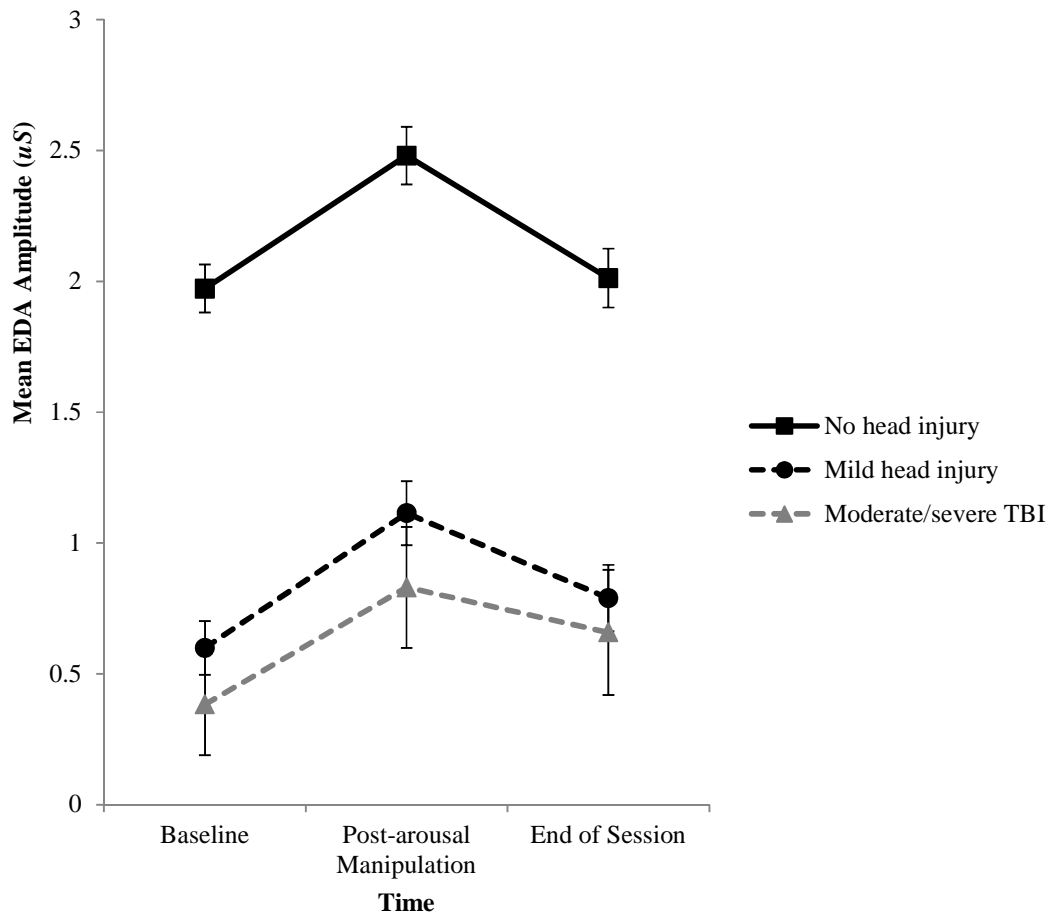 Mean EDA Amplitude (uS)
3
2.5
2
1.5
1
0.5
0
Baseline
Post-arousal
Manipulation
End of Session
Time
No head injury
Mild head injury
Moderate/severe TBI